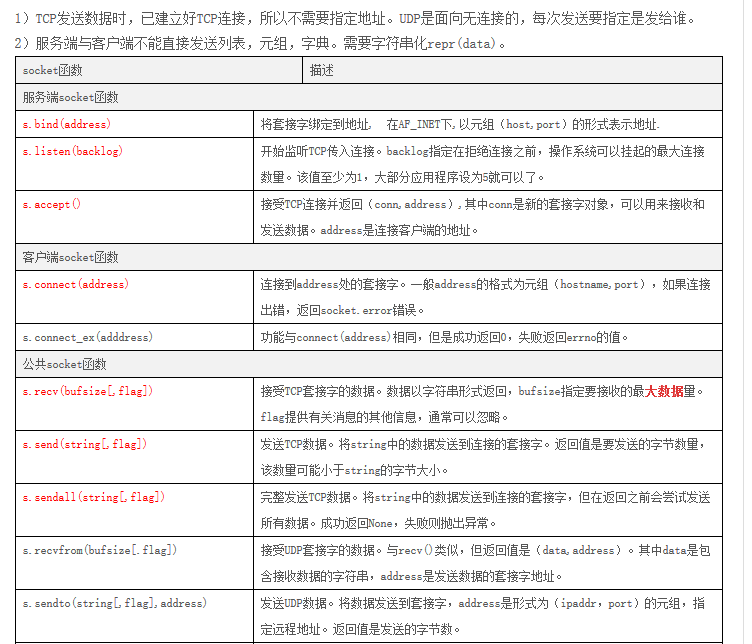 1）TCP发送数据时，已建立好TCP连接，所以不需要指定地址。UDP是面向无连接的，每次发送要指定是发给谁。
2）服务端与客户端不能直接发送列表，元组，字典。需要字符串化repr(data)。
socket函数 描述
服务端socket函数
s.bind(address) 将套接字绑定到地址, 在AF_INET下,以元组（host,port）的形式表示地址.
s.listen(backlog) 开始监听TCP传入连接。backlog指定在拒绝连接之前，操作系统可以挂起的最大连接
数量。该值至少为1，大部分应用程序设为5就可以了。
s.accept() 接受TCP连接并返回（conn,address）,其中conn是新的套接字对象，可以用来接收和
发送数据。address是连接客户端的地址。
客户端socket函数
s.connect(address) 连接到address处的套接字。一般address的格式为元组（hostname,port），如果连接
出错，返回socket.error错误。
s.connect_ex(adddress) 功能与connect(address)相同，但是成功返回0，失败返回errno的值。
公共socket函数
s.recv(bufsize[,flag]) 接受TCP套接字的数据。数据以字符串形式返回，bufsize指定要接收的最大数据量。
flag提供有关消息的其他信息，通常可以忽略。
s.send(string[,flag]) 发送TCP数据。将string中的数据发送到连接的套接字。返回值是要发送的字节数量，
该数量可能小于string的字节大小。
s.sendall(string[,flag]) 完整发送TCP数据。将string中的数据发送到连接的套接字，但在返回之前会尝试发送
所有数据。成功返回None，失败则抛出异常。
s.recvfrom(bufsize[.flag]) 接受UDP套接字的数据。与recv()类似，但返回值是（data,address）。其中data是包
含接收数据的字符串，address是发送数据的套接字地址。
s.sendto(string[,flag],address) 发送UDP数据。将数据发送到套接字，address是形式为（ipaddr，port）的元组，指
定远程地址。返回值是发送的字节数。